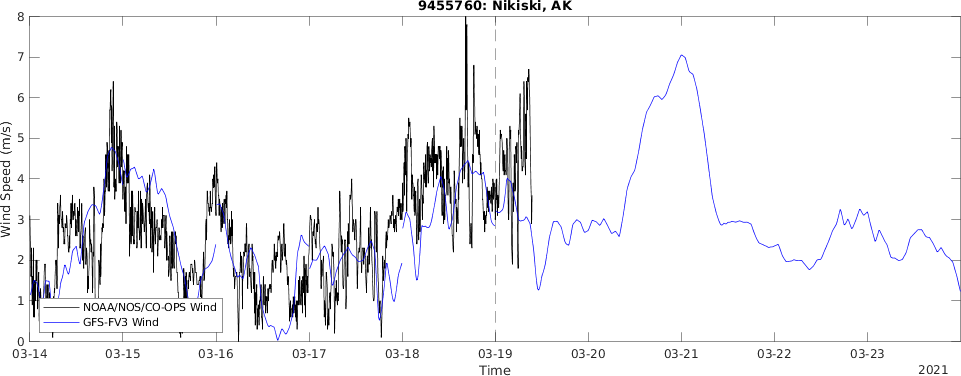 9455760: Nikiski, AK
Wind Speed (m/s)
8
7
6
5
4
3
2
1
0
NOAA/NOS/CO-OPS Wind
GFS-FV3 Wind
03-14 03-15 03-16 03-17 03-18 03-19 03-20 03-21 03-22 03-23
Time
2021